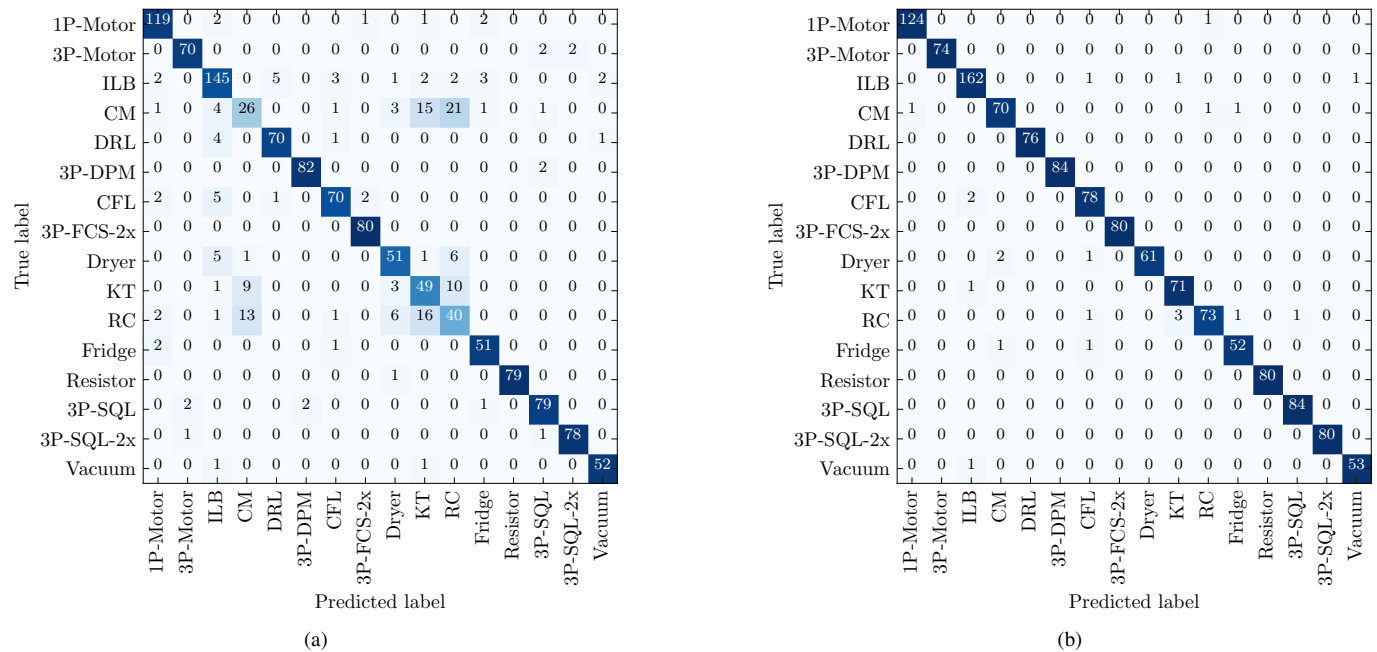 1P-Motor 119 0 2 0 0 0 0 1 0 1 0 2 0 0 0 0
3P-Motor 0 70 0 0 0 0 0 0 0 0 0 0 0 2 2 0
ILB 2 0 145 0 5 0 3 0 1 2 2 3 0 0 0 2
CM 1 0 4 26 0 0 1 0 3 15 21 1 0 1 0 0
DRL 0 0 4 0 70 0 1 0 0 0 0 0 0 0 0 1
3P-DPM 0 0 0 0 0 82 0 0 0 0 0 0 0 2 0 0
CFL 2 0 5 0 1 0 70 2 0 0 0 0 0 0 0 0
3P-FCS-2x 0 0 0 0 0 0 0 80 0 0 0 0 0 0 0 0
Dryer 0 0 5 1 0 0 0 0 51 1 6 0 0 0 0 0
KT 0 0 1 9 0 0 0 0 3 49 10 0 0 0 0 0
RC 2 0 1 13 0 0 1 0 6 16 40 0 0 0 0 0
Fridge 2 0 0 0 0 0 1 0 0 0 0 51 0 0 0 0
Resistor 0 0 0 0 0 0 0 0 1 0 0 0 79 0 0 0
3P-SQL 0 2 0 0 0 2 0 0 0 0 0 1 0 79 0 0
3P-SQL-2x 0 1 0 0 0 0 0 0 0 0 0 0 0 1 78 0
Vacuum 0 0 1 0 0 0 0 0 0 1 0 0 0 0 0 52
True label
1P-Motor 3P-Motor ILB CM DRL 3P-DPM CFL 3P-FCS-2x Dryer KT RC Fridge Resistor 3P-SQL 3P-SQL-2x Vacuum
Predicted label
(a)
1P-Motor 124 0 0 0 0 0 0 0 0 0 1 0 0 0 0 0
3P-Motor 0 74 0 0 0 0 0 0 0 0 0 0 0 0 0 0
ILB 0 0 162 0 0 0 1 0 0 1 0 0 0 0 0 1
CM 1 0 0 70 0 0 0 0 0 0 1 1 0 0 0 0
DRL 0 0 0 0 76 0 0 0 0 0 0 0 0 0 0 0
3P-DPM 0 0 0 0 0 84 0 0 0 0 0 0 0 0 0 0
CFL 0 0 2 0 0 0 78 0 0 0 0 0 0 0 0 0
3P-FCS-2x 0 0 0 0 0 0 0 80 0 0 0 0 0 0 0 0
Dryer 0 0 0 2 0 0 1 0 61 0 0 0 0 0 0 0
KT 0 0 1 0 0 0 0 0 0 71 0 0 0 0 0 0
RC 0 0 0 0 0 0 1 0 0 3 73 1 0 1 0 0
Fridge 0 0 0 1 0 0 1 0 0 0 0 52 0 0 0 0
Resistor 0 0 0 0 0 0 0 0 0 0 0 0 80 0 0 0
3P-SQL 0 0 0 0 0 0 0 0 0 0 0 0 0 84 0 0
3P-SQL-2x 0 0 0 0 0 0 0 0 0 0 0 0 0 0 80 0
Vacuum 0 0 1 0 0 0 0 0 0 0 0 0 0 0 0 53
True label
1P-Motor 3P-Motor ILB CM DRL 3P-DPM CFL 3P-FCS-2x Dryer KT RC Fridge Resistor 3P-SQL 3P-SQL-2x Vacuum
Predicted label
(b)